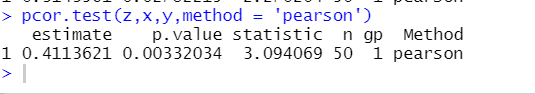 > pcor.test(z,x,y,method = 'pearson')
estimate p.value statistic n gp Method
1 0.4113621 0.00332034 3.094069 50 1 pearson
>